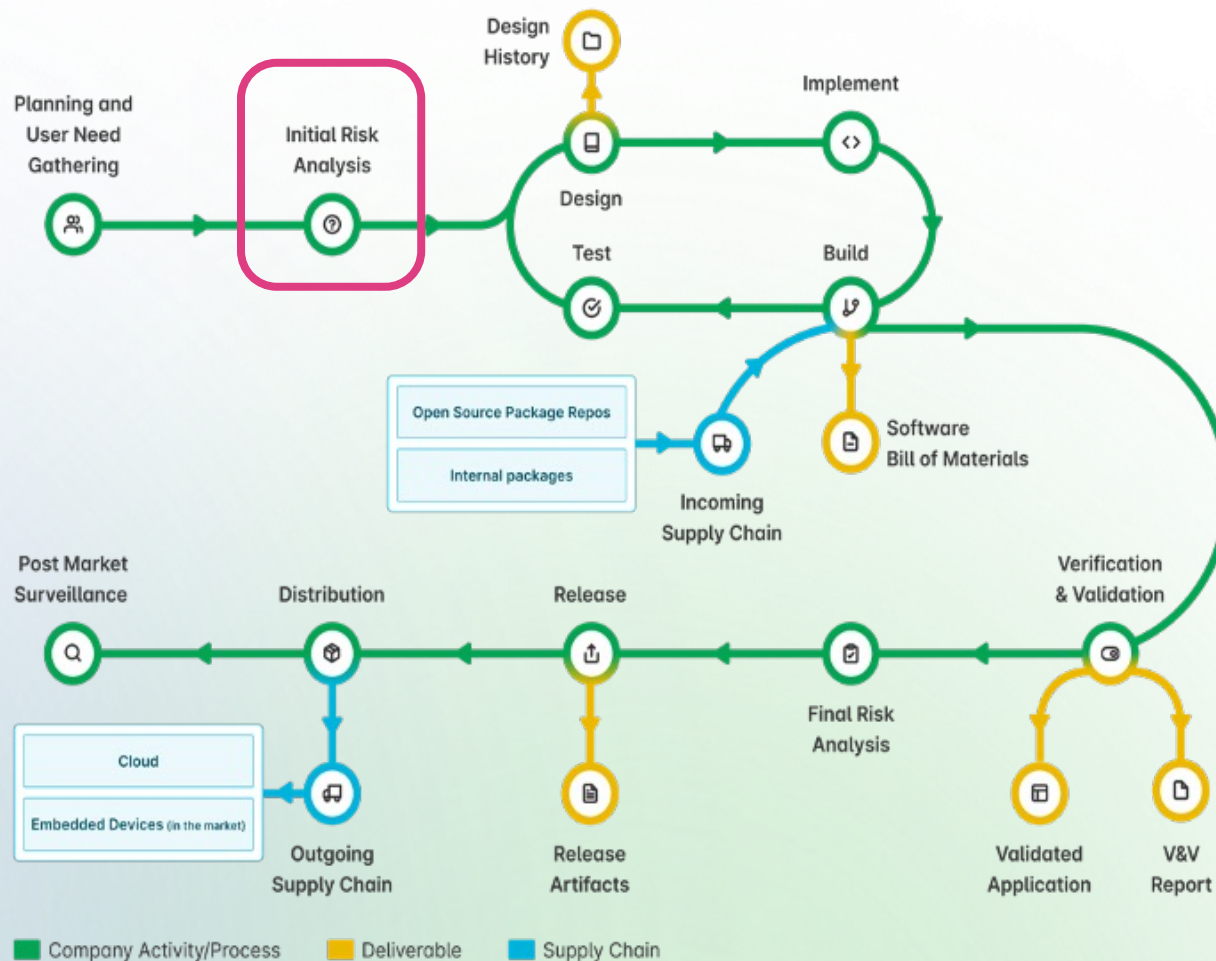 Design
History
Implement
Planning and
User Need
Gathering
Initial Risk
Analysis
Design
Test
Build
Open Source Package Repos
Internal packages
Software
Bill of Materials
Incoming
Supply Chain
Post Market
Surveillance
Distribution
Release
Verification
& Validation
Final Risk
Analysis
Cloud
Embedded Devices (in the market)
Outgoing
Supply Chain
Release
Artifacts
Validated
Application
V&V
Report
Company Activity/Process
Deliverable
Supply Chain